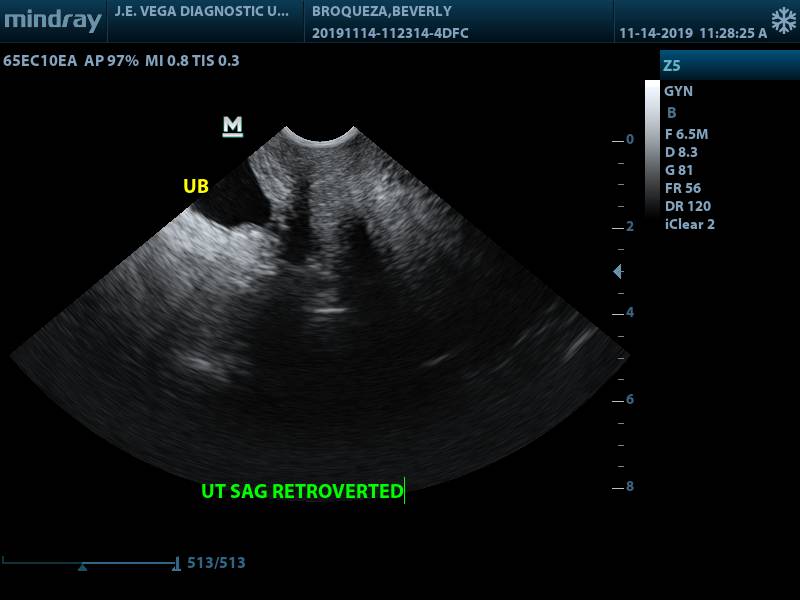 mindray
J.E. VEGA DIAGNOSTIC U...
BROQUEZA,BEVERLY
20191114-112314-4DFC
11-14-2019 11:28:25 A
65EC10EA AP 97% MI 0.8 TIS 0.3
Z5
GYN
B
F 6.5M
D 8.3
G 81
FR 56
DR 120
iClear 2
M
UB
0
2
4
6
8
UT SAG RETROVERTED
513/513